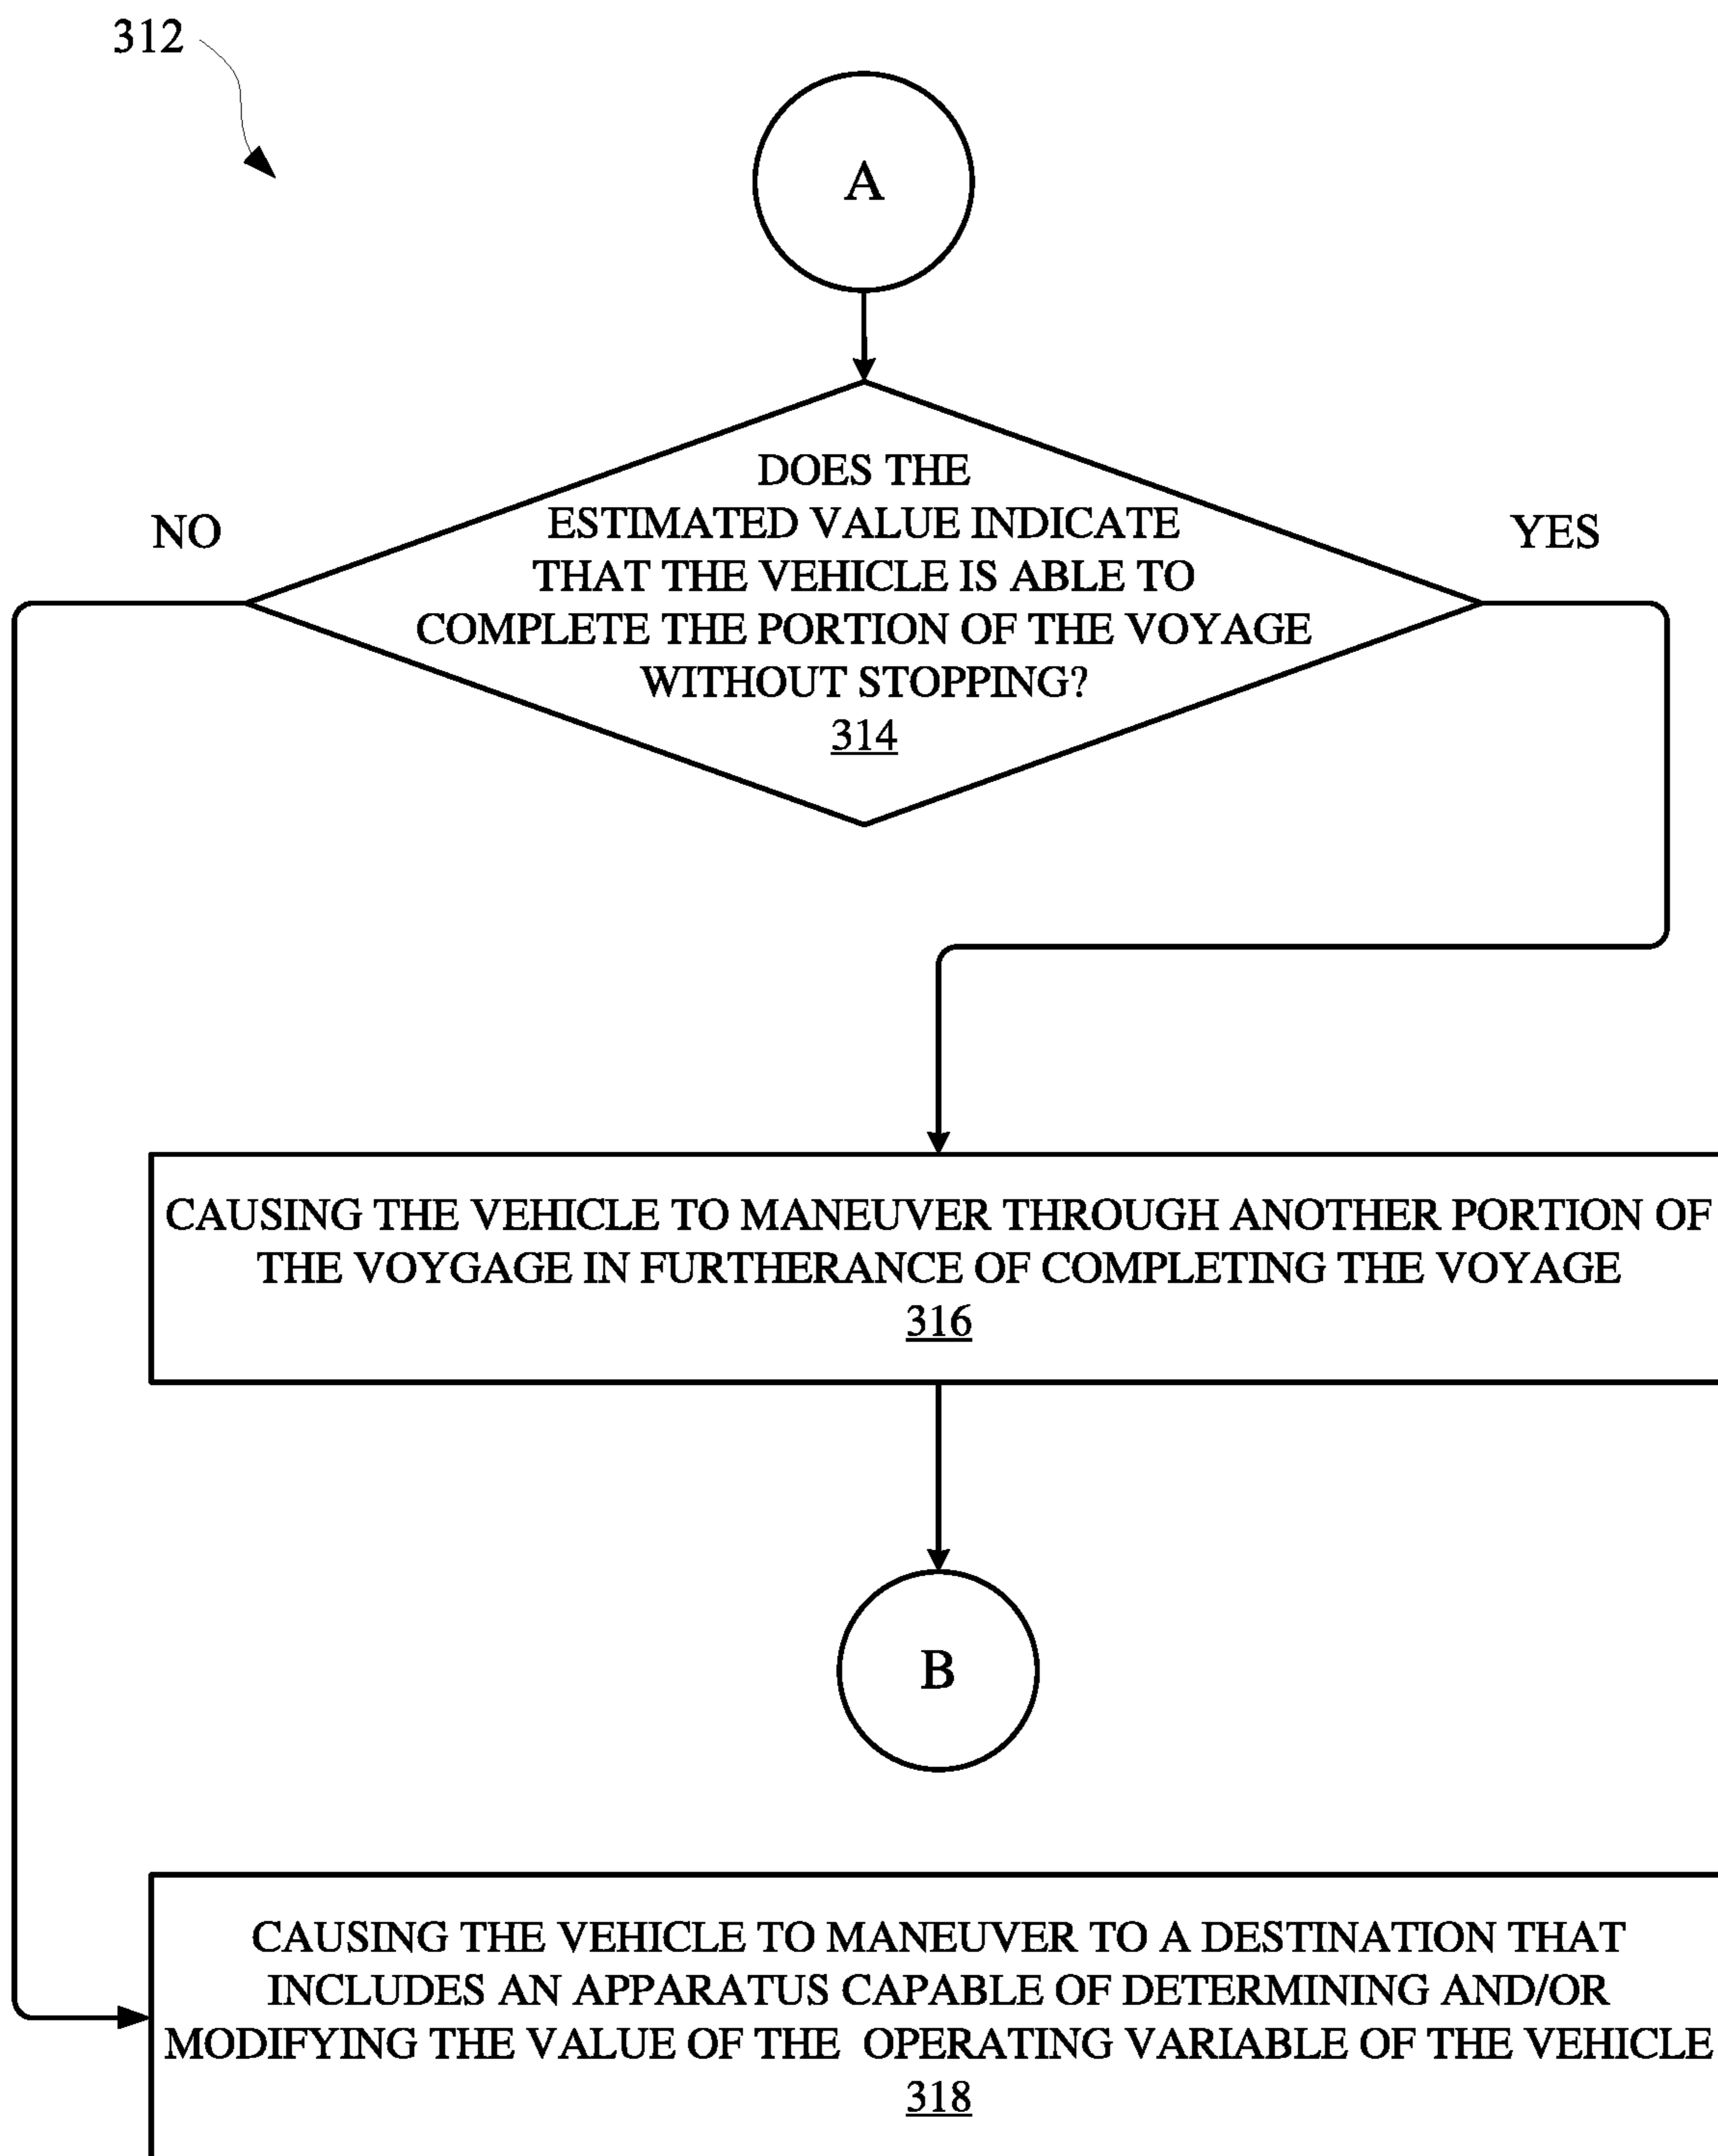 312
A
DOES THE
ESTIMATED VALUE INDICATE
THAT THE VEHICLE IS ABLE TO
COMPLETE THE PORTION OF THE VOYAGE
WITHOUT STOPPING?
314
NO
YES
CAUSING THE VEHICLE TO MANEUVER THROUGH ANOTHER PORTION OF
THE VOYGAGE IN FURTHERANCE OF COMPLETING THE VOYAGE
316
B
CAUSING THE VEHICLE TO MANEUVER TO A DESTINATION THAT
INCLUDES AN APPARATUS CAPABLE OF DETERMINING AND/OR
MODIFYING THE VALUE OF THE OPERATING VARIABLE OF THE VEHICLE
318